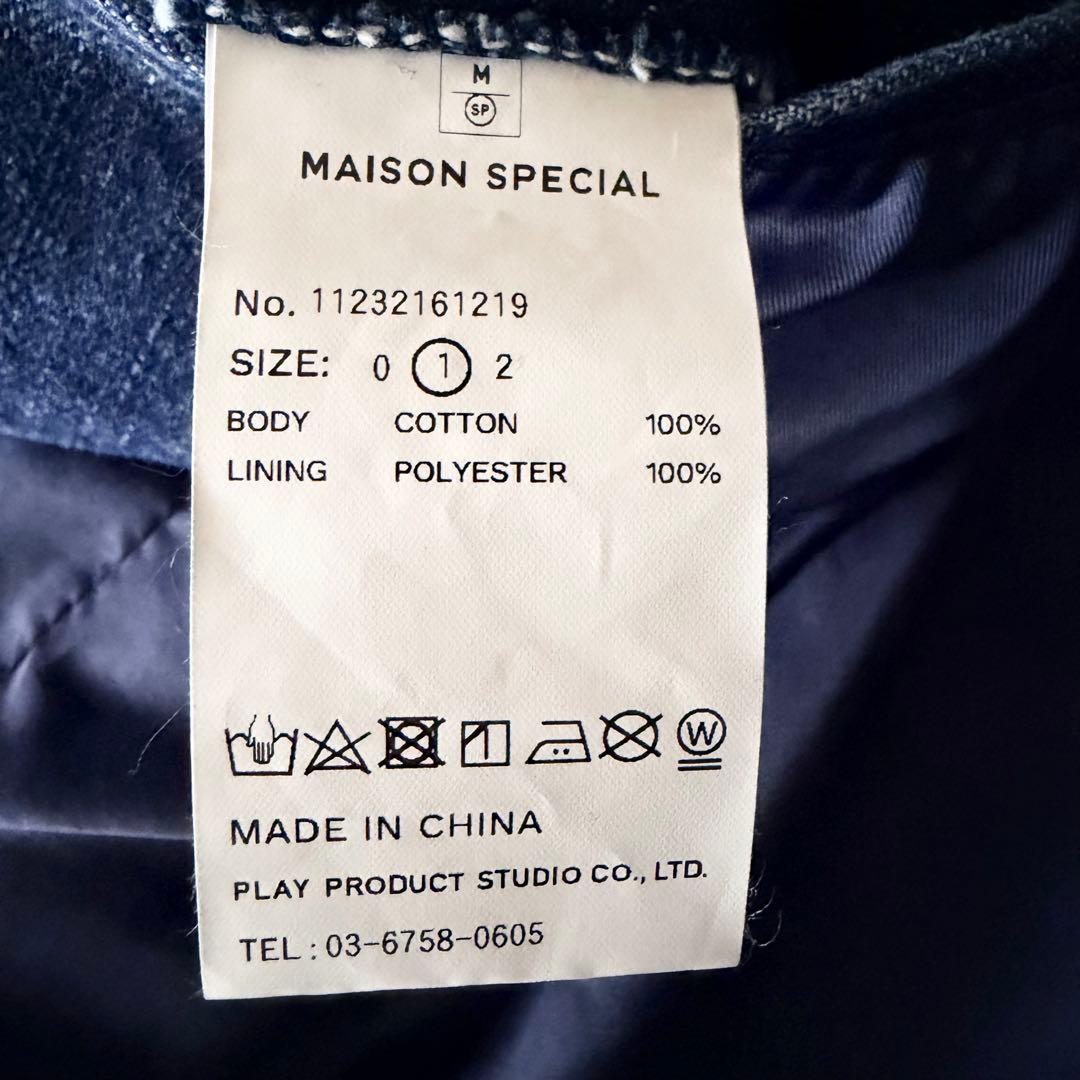 M
SP
MAISON SPECIAL
No. 11232161219
SIZE: 0 1 2
BODY COTTON 100%
LINING POLYESTER 100%
W
MADE IN CHINA
PLAY PRODUCT STUDIO CO., LTD.
TEL : 03-6758-0605